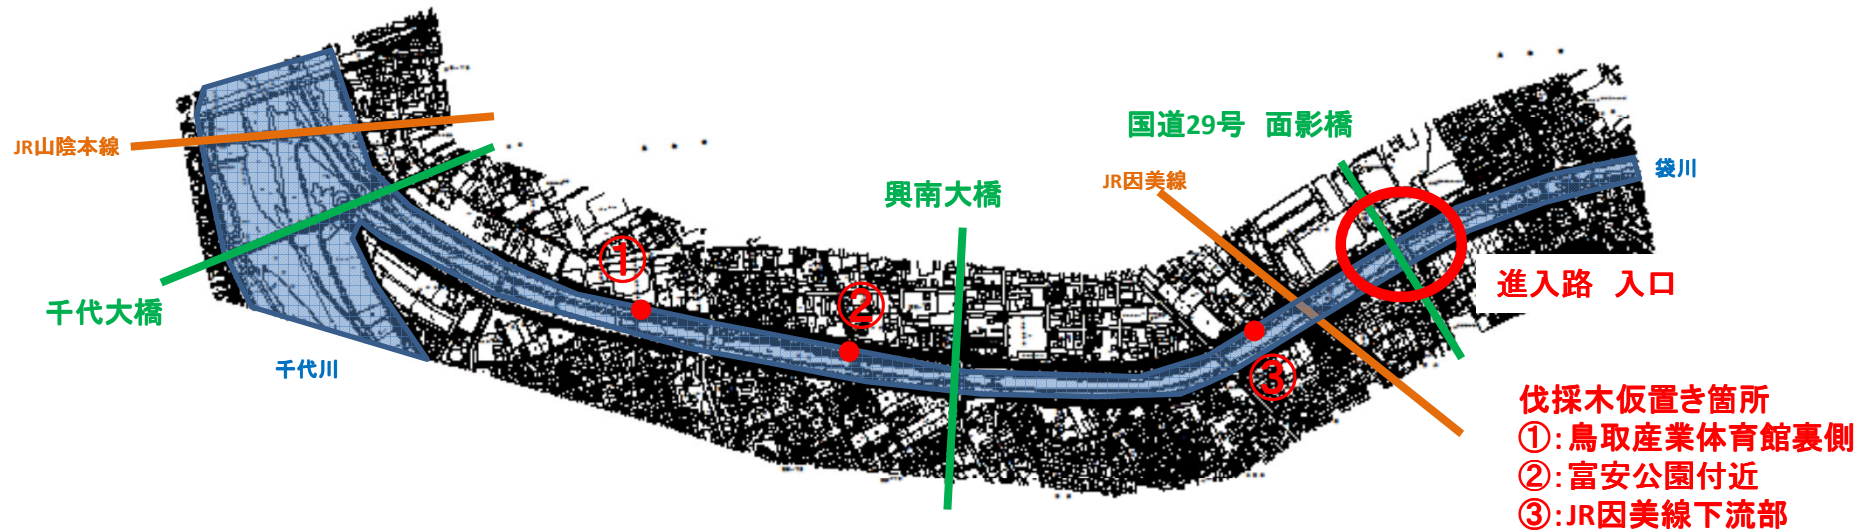 国道29号 面影橋
JR山陰本線
袋川
JR因美線
興南大橋
①
②
進入路 入口
千代大橋
千代川
③
伐採木仮置き箇所
①:鳥取産業体育館裏側
②:富安公園付近
③:JR因美線下流部